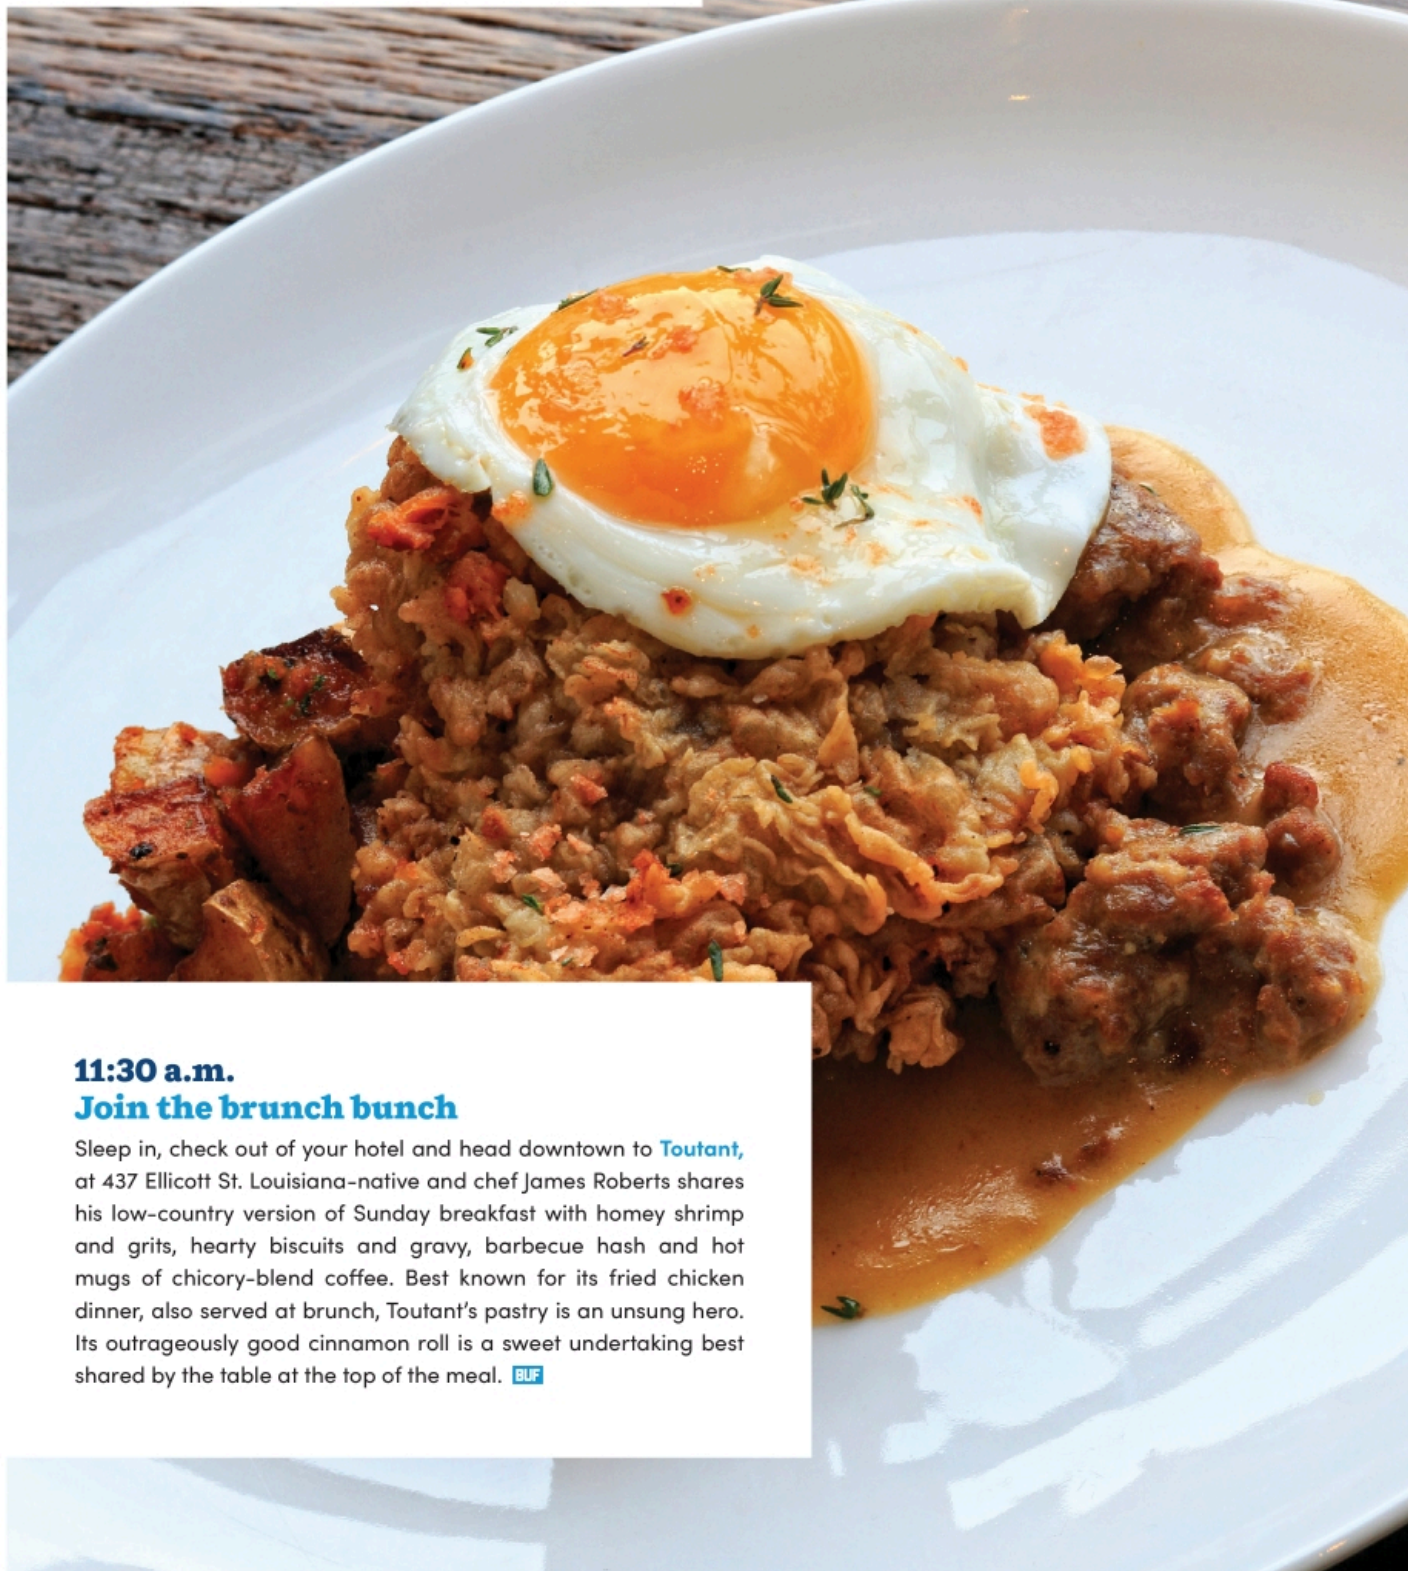 11:30 a.m.
Join the brunch bunch
Sleep in, check out of your hotel and head downtown to Toutant,
at 437 Ellicott St. Louisiana-native and chef James Roberts shares
his low-country version of Sunday breakfast with homey shrimp
and grits, hearty biscuits and gravy, barbecue hash and hot
mugs of chicory-blend coffee. Best known for its fried chicken
dinner, also served at brunch, Toutant's pastry is an unsung hero.
Its outrageously good cinnamon roll is a sweet undertaking best
shared by the table at the top of the meal. BUF